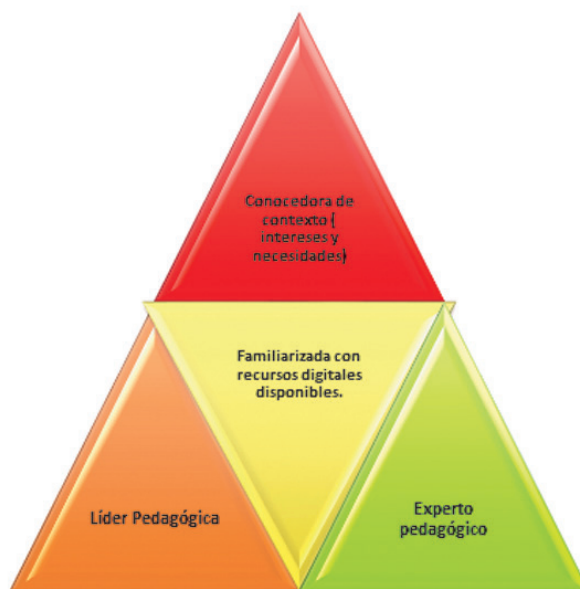 Conocedora de
contexto (
intereses y
necesidades)
Familiarizada con
recursos digitales
disponibles.
Líder Pedagógica
Experto
pedagógico